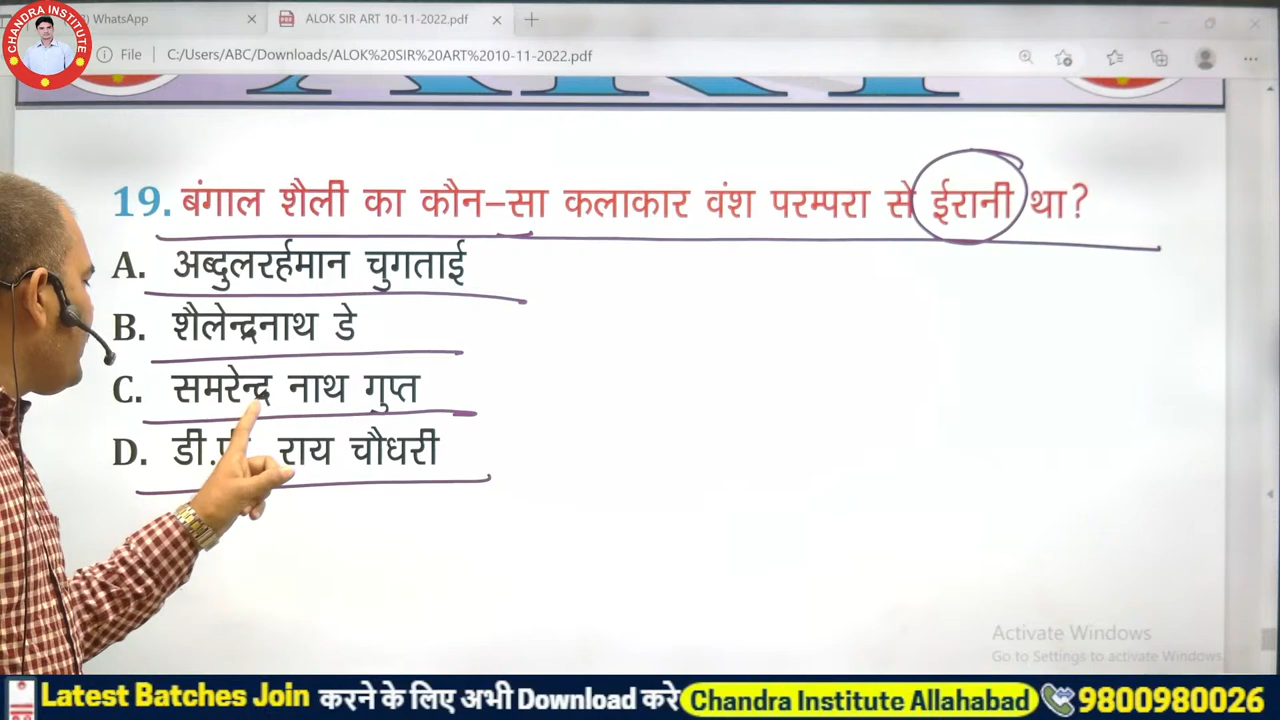 CHANDRA INSTITUTE
WhatsApp
ALOK SIR ART 10-11-2022.pdf
File C:/Users/ABC/Downloads/ALOK%20SIR%20ART%2010-11-2022.pdf
19. बंगाल शैली का कौन–सा कलाकार वंश परम्परा से ईरानी था?
A. अब्दुलरर्हमान चुगताई
B. शैलेन्द्रनाथ डे
C. समरेन्द्र नाथ गुप्त
D. राय चौधरी
Activate Windows
Go to Settings to activate Windows.
Latest Batches Join करने के लिए अभी Download करे Chandra Institute Allahabad 9800980026